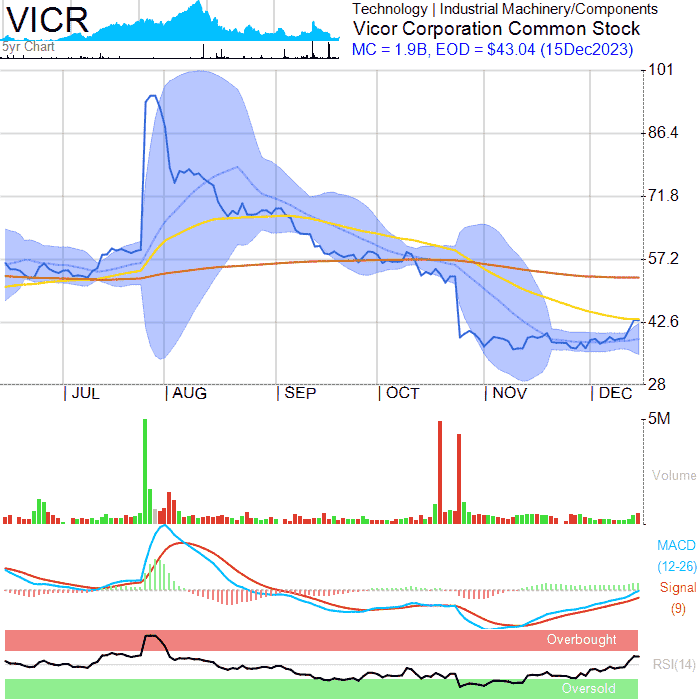 VICR
5yr Chart
Technology | Industrial Machinery/Components
Vicor Corporation Common Stock
MC = 1.9B, EOD = $43.04 (15Dec2023)
101
86.4
71.8
57.2
42.6
28
JUL
AUG
SEP
OCT
NOV
DEC
5M
Volume
MACD
(12-26)
Signal
(9)
Overbought
RSI(14)
Oversold